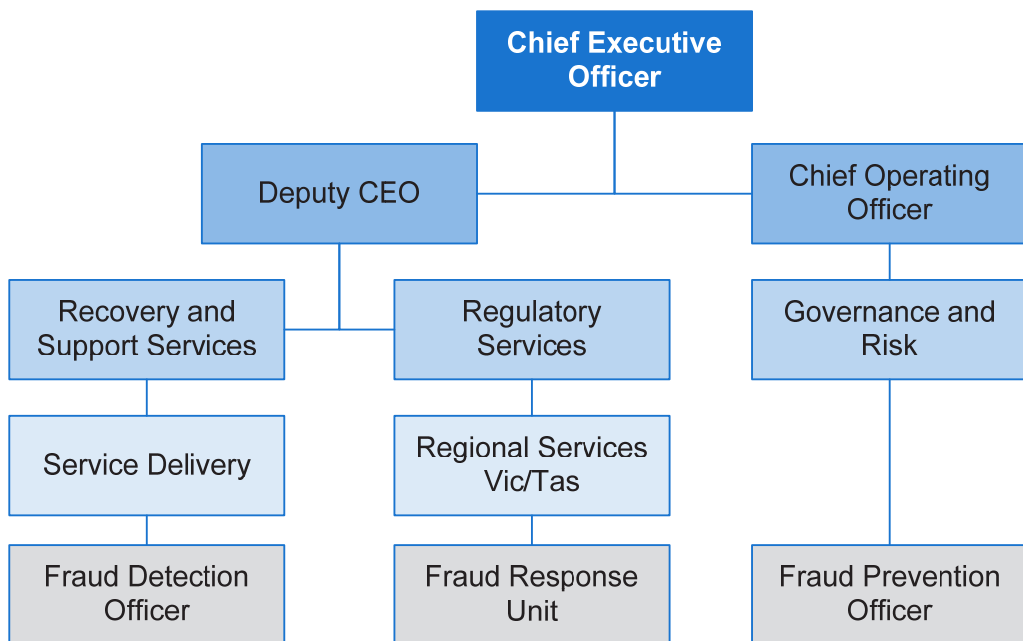 Chief Executive
Officer
Deputy CEO
Chief Operating
Officer
Recovery and
Support Services
Regulatory
Services
Governance and
Risk
Service Delivery
Regional Services
Vic/Tas
Fraud Detection
Officer
Fraud Response
Unit
Fraud Prevention
Officer